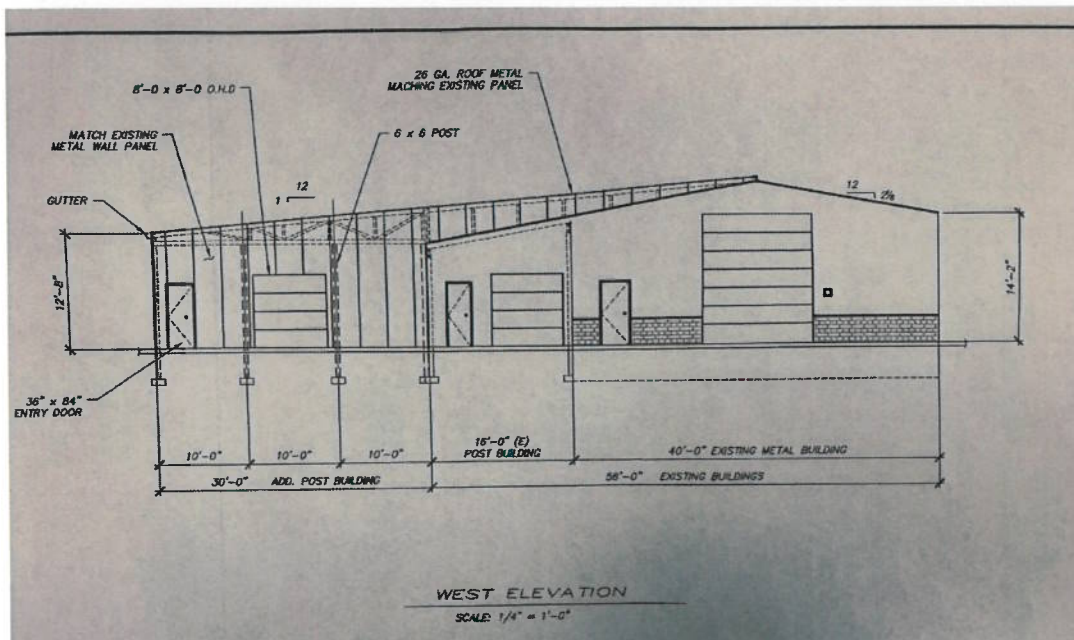 26 GA. ROOF METAL
MACHING EXISTING PANEL
8'-0 x 8'-0 O.H.D
6 x 6 POST
MATCH EXISTING
METAL WALL PANEL
12
1
12
2⅝
GUTTER
12'-8"
14'-2"
36" x 84"
ENTRY DOOR
10'-0"
10'-0"
10'-0"
16'-0" (E)
POST BUILDING
40'-0" EXISTING METAL BUILDING
30'-0" ADD. POST BUILDING
56'-0" EXISTING BUILDINGS
WEST ELEVATION
SCALE: 1/4" = 1'-0"